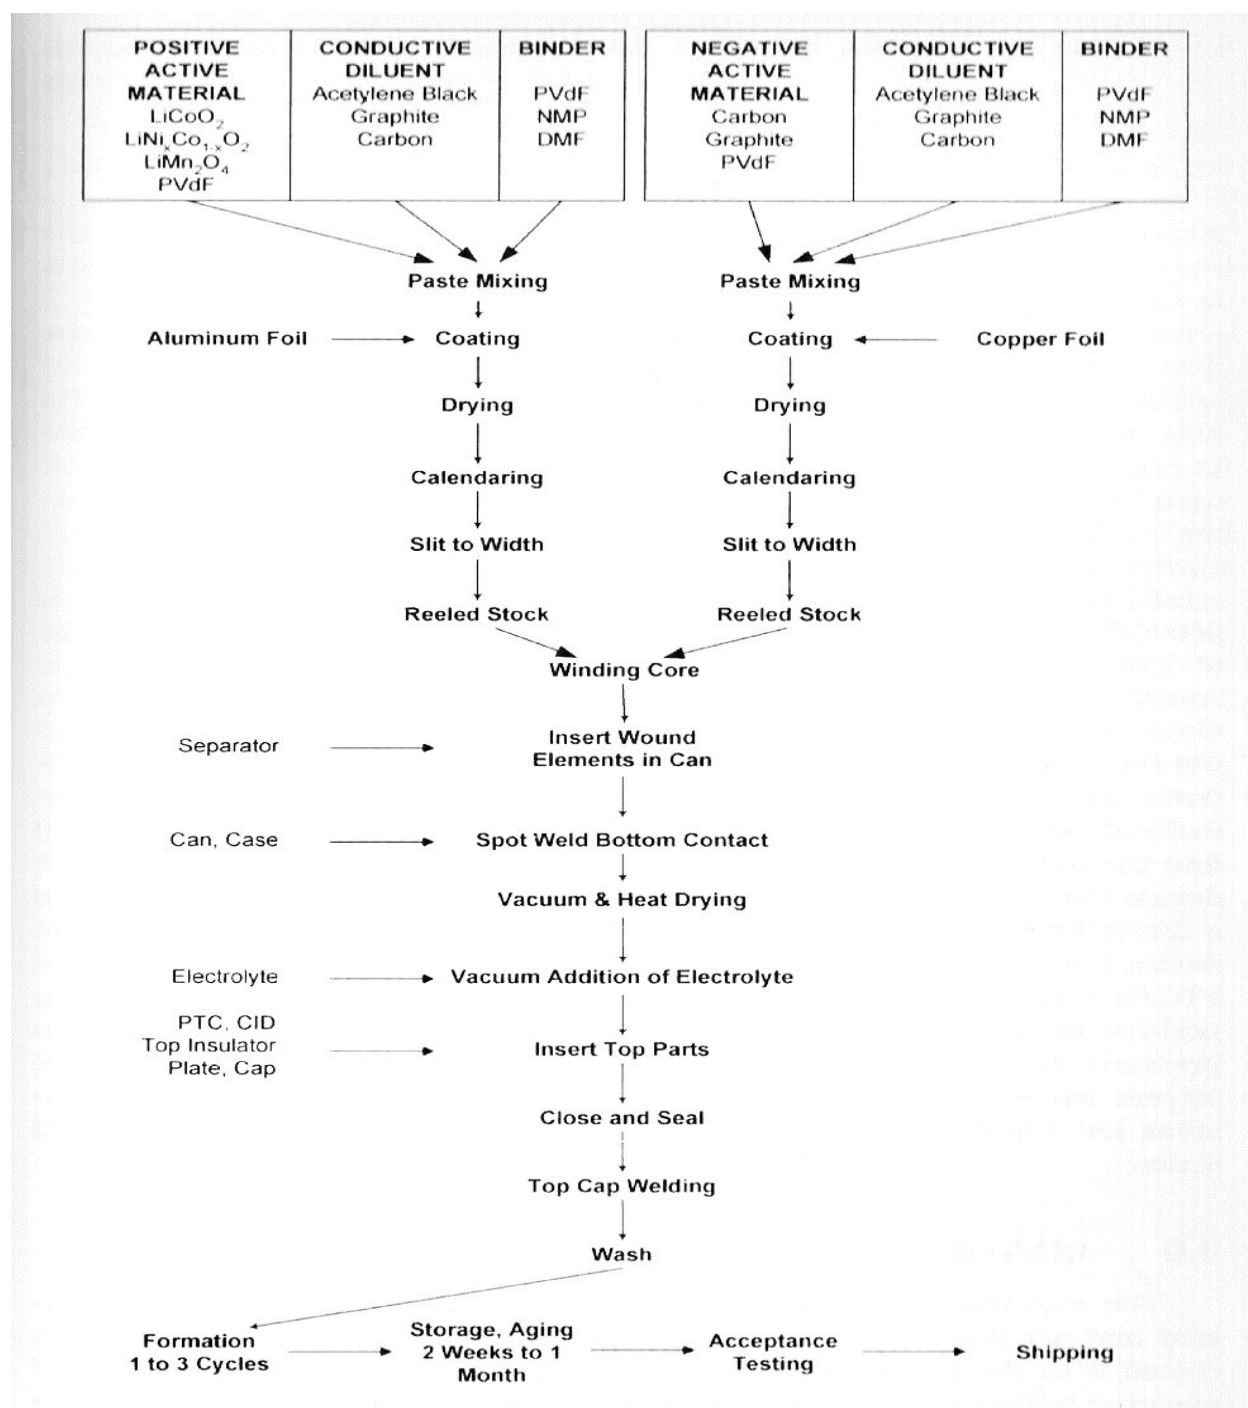 POSITIVE
ACTIVE
MATERIAL
LiCoO₂
LiNiₓCo₁₋ₓO₂
LiMn₂O₄
PVdF
CONDUCTIVE
DILUENT
Acetylene Black
Graphite
Carbon
BINDER
PVdF
NMP
DMF
NEGATIVE
ACTIVE
MATERIAL
Carbon
Graphite
PVdF
CONDUCTIVE
DILUENT
Acetylene Black
Graphite
Carbon
BINDER
PVdF
NMP
DMF
Paste Mixing
Paste Mixing
Aluminum Foil
Coating
Coating
Copper Foil
Drying
Drying
Calendaring
Calendaring
Slit to Width
Slit to Width
Reeled Stock
Reeled Stock
Winding Core
Separator
Insert Wound
Elements in Can
Can, Case
Spot Weld Bottom Contact
Vacuum & Heat Drying
Electrolyte
Vacuum Addition of Electrolyte
PTC, CID
Top Insulator
Plate, Cap
Insert Top Parts
Close and Seal
Top Cap Welding
Wash
Formation
1 to 3 Cycles
Storage, Aging
2 Weeks to 1
Month
Acceptance
Testing
Shipping